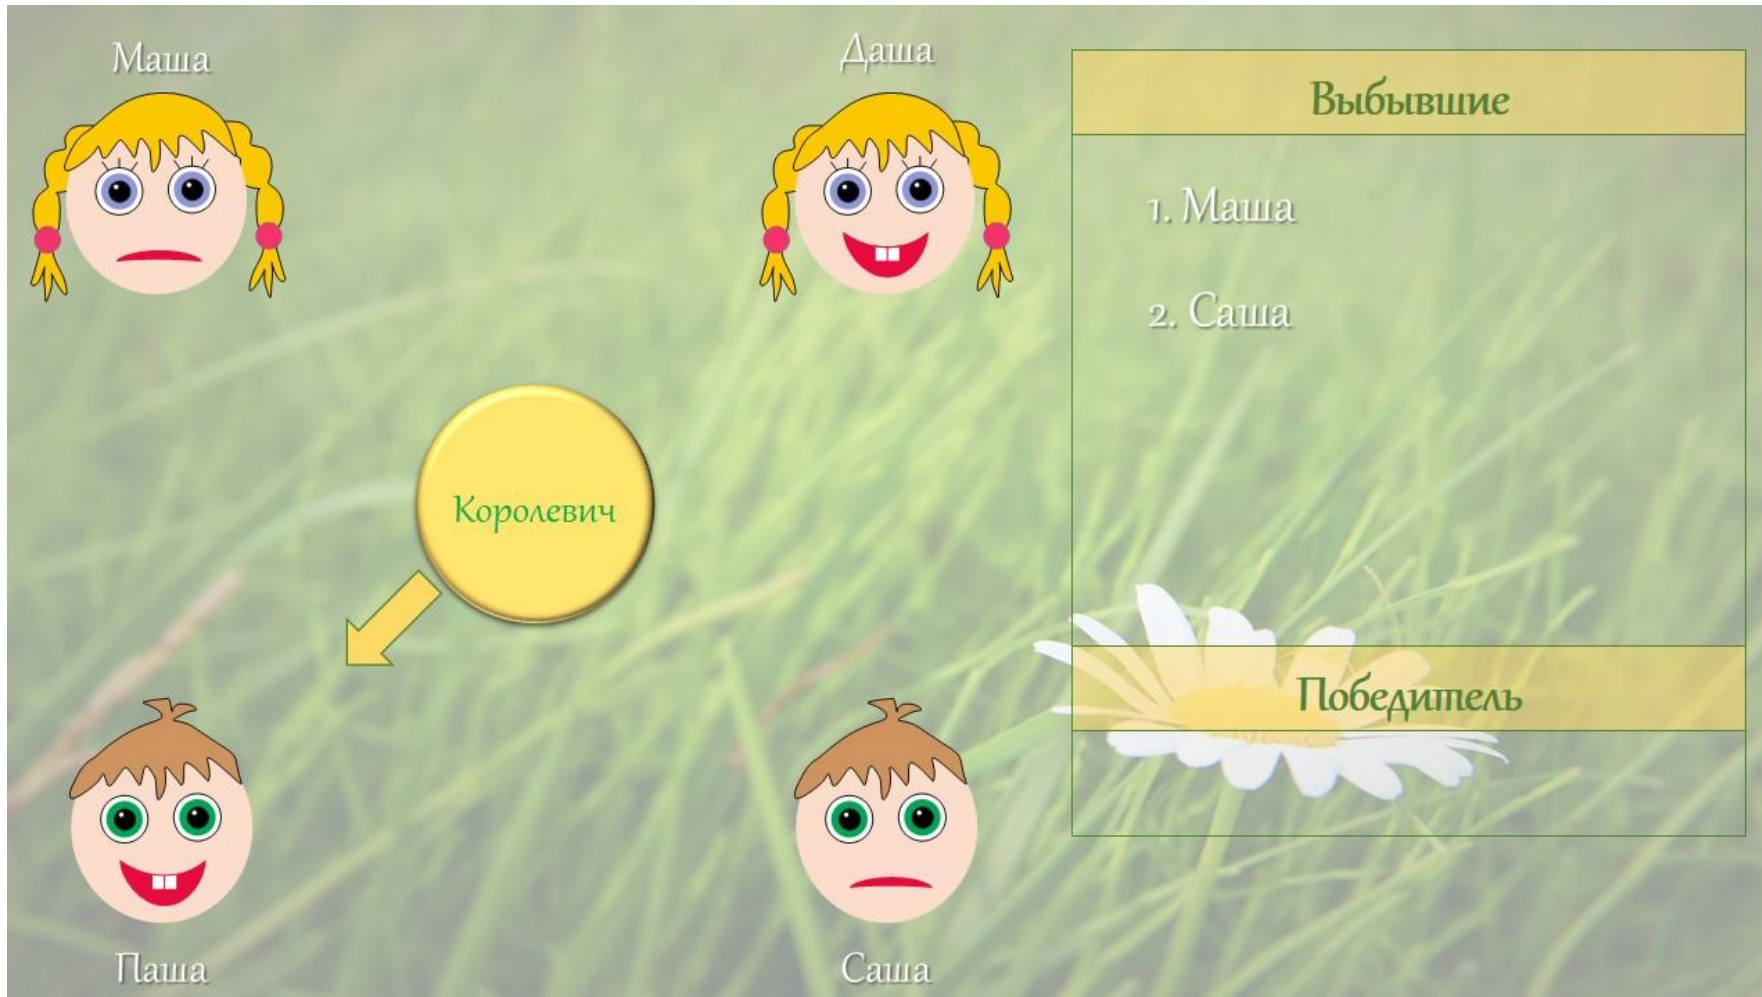 Маша
Даша
Выбывшие
1. Маша
2. Саша
Королевич
Победитель
Паша
Саша